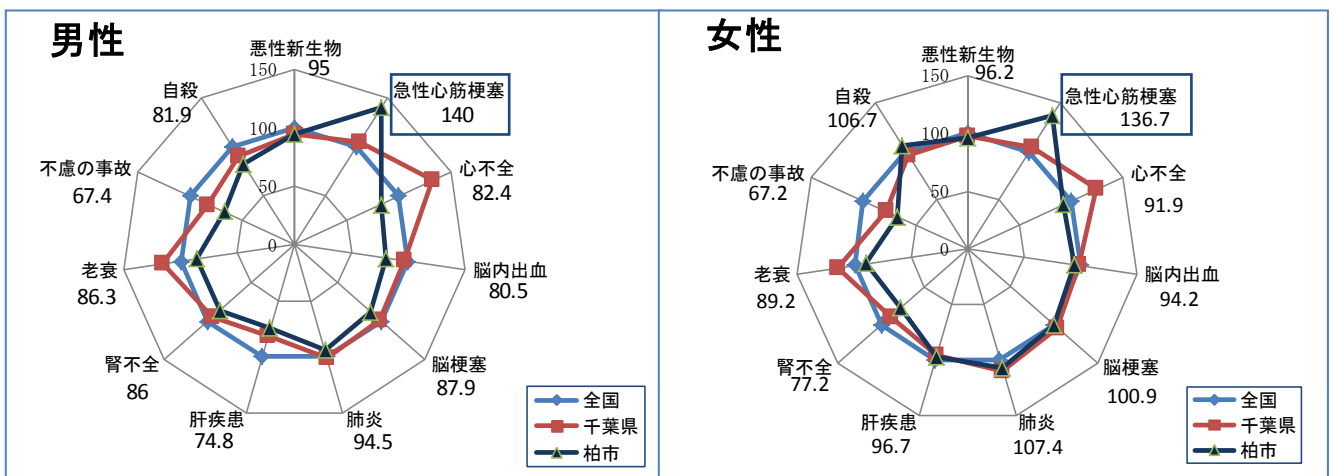 男性
悪性新生物
95
150
急性心筋梗塞
140
自殺
81.9
100
不慮の事故
67.4
心不全
82.4
50
0
老衰
86.3
脳内出血
80.5
腎不全
86
脳梗塞
87.9
肝疾患
74.8
肺炎
94.5
全国
千葉県
柏市
女性
悪性新生物
96.2
150
急性心筋梗塞
136.7
自殺
106.7
100
不慮の事故
67.2
心不全
91.9
50
0
老衰
89.2
脳内出血
94.2
腎不全
77.2
脳梗塞
100.9
肝疾患
96.7
肺炎
107.4
全国
千葉県
柏市